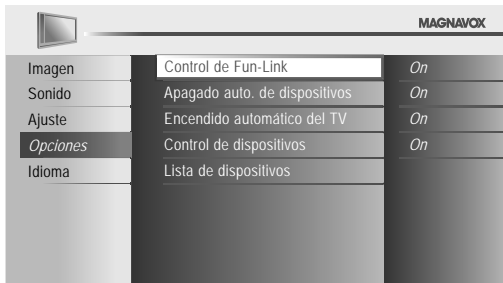 MAGNAVOX
Imagen
Sonido
Ajuste
Opciones
Idioma
Control de Fun-Link On
Apagado auto. de dispositivos On
Encendido automático del TV On
Control de dispositivos On
Lista de dispositivos